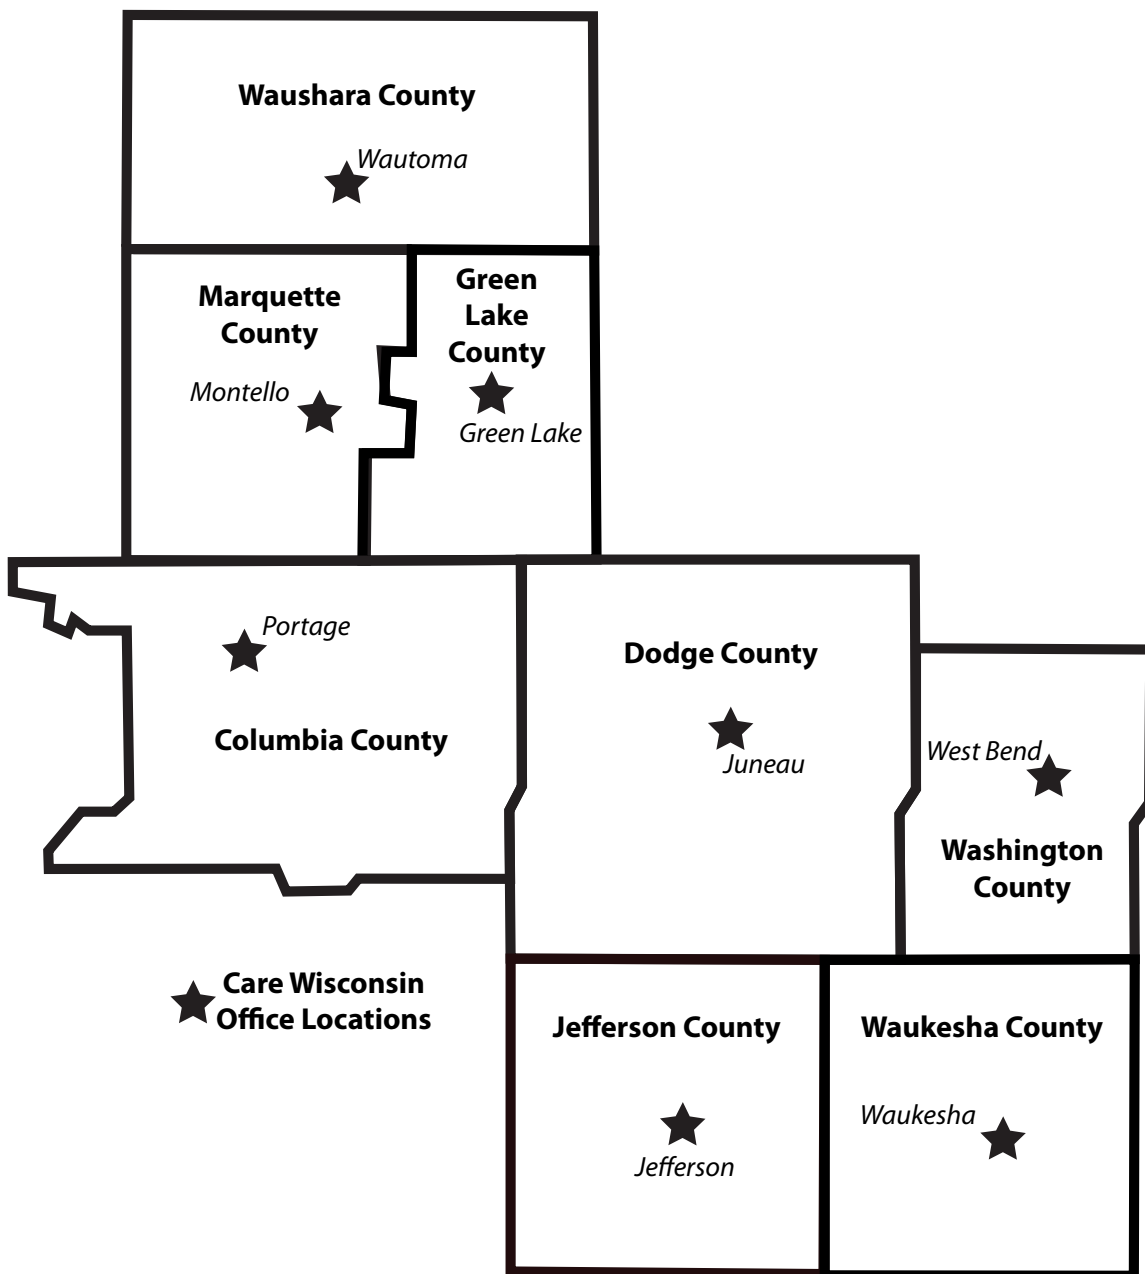 Waushara County
Wautoma
Marquette
County
Montello
Green
Lake
County
Green Lake
Portage
Columbia County
Dodge County
Juneau
West Bend
Washington
County
Care Wisconsin
Office Locations
Jefferson County
Jefferson
Waukesha County
Waukesha